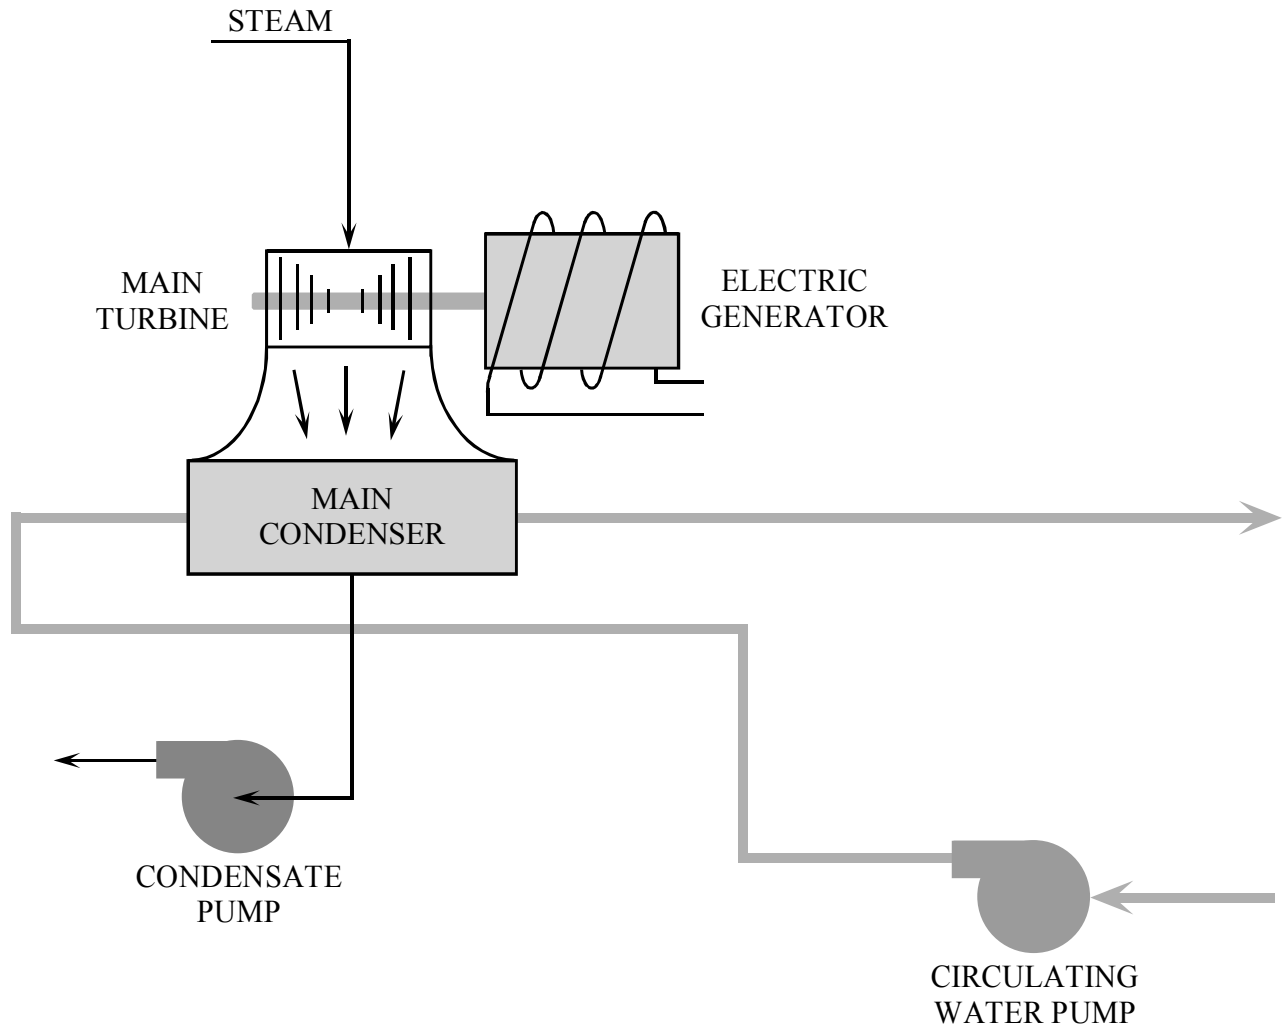 STEAM
MAIN
TURBINE
ELECTRIC
GENERATOR
MAIN
CONDENSER
CONDENSATE
PUMP
CIRCULATING
WATER PUMP